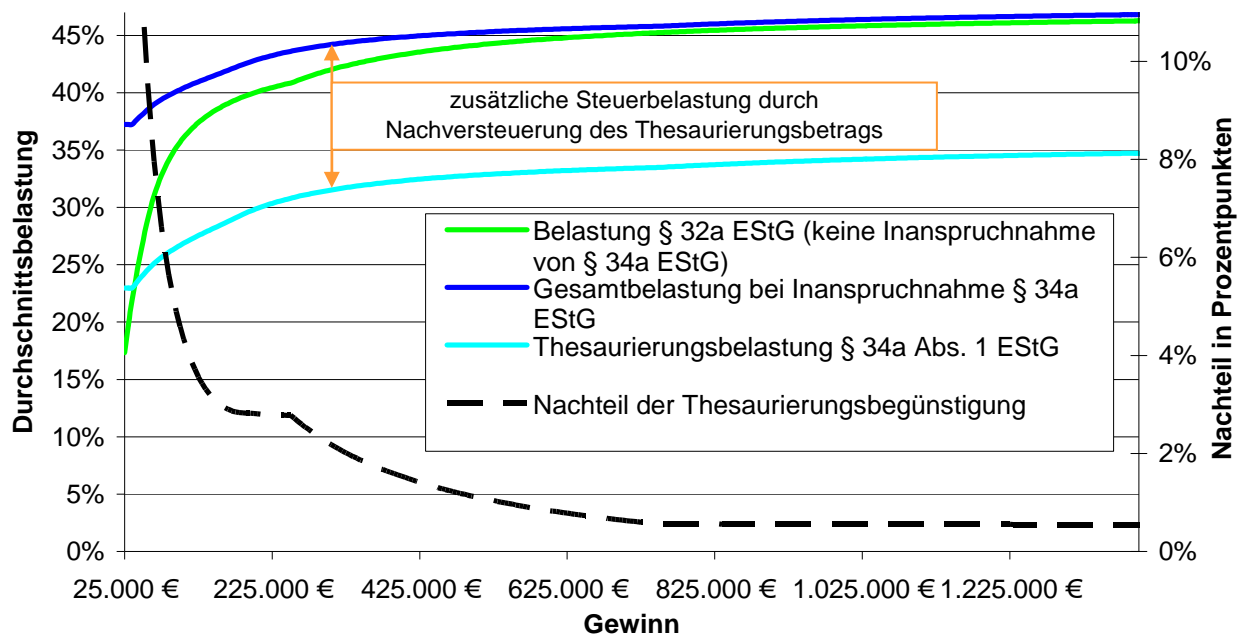 45%
40%
35%
30%
25%
20%
15%
10%
5%
0%
Durchschnittsbelastung
10%
8%
6%
4%
2%
0%
Nachteil in Prozentpunkten
zusätzliche Steuerbelastung durch
Nachversteuerung des Thesaurierungsbetrags
Belastung § 32a EStG (keine Inanspruchnahme
von § 34a EStG)
Gesamtbelastung bei Inanspruchnahme § 34a
EStG
Thesaurierungsbelastung § 34a Abs. 1 EStG
Nachteil der Thesaurierungsbegünstigung
25.000 € 225.000 € 425.000 € 625.000 € 825.000 € 1.025.000 € 1.225.000 €
Gewinn